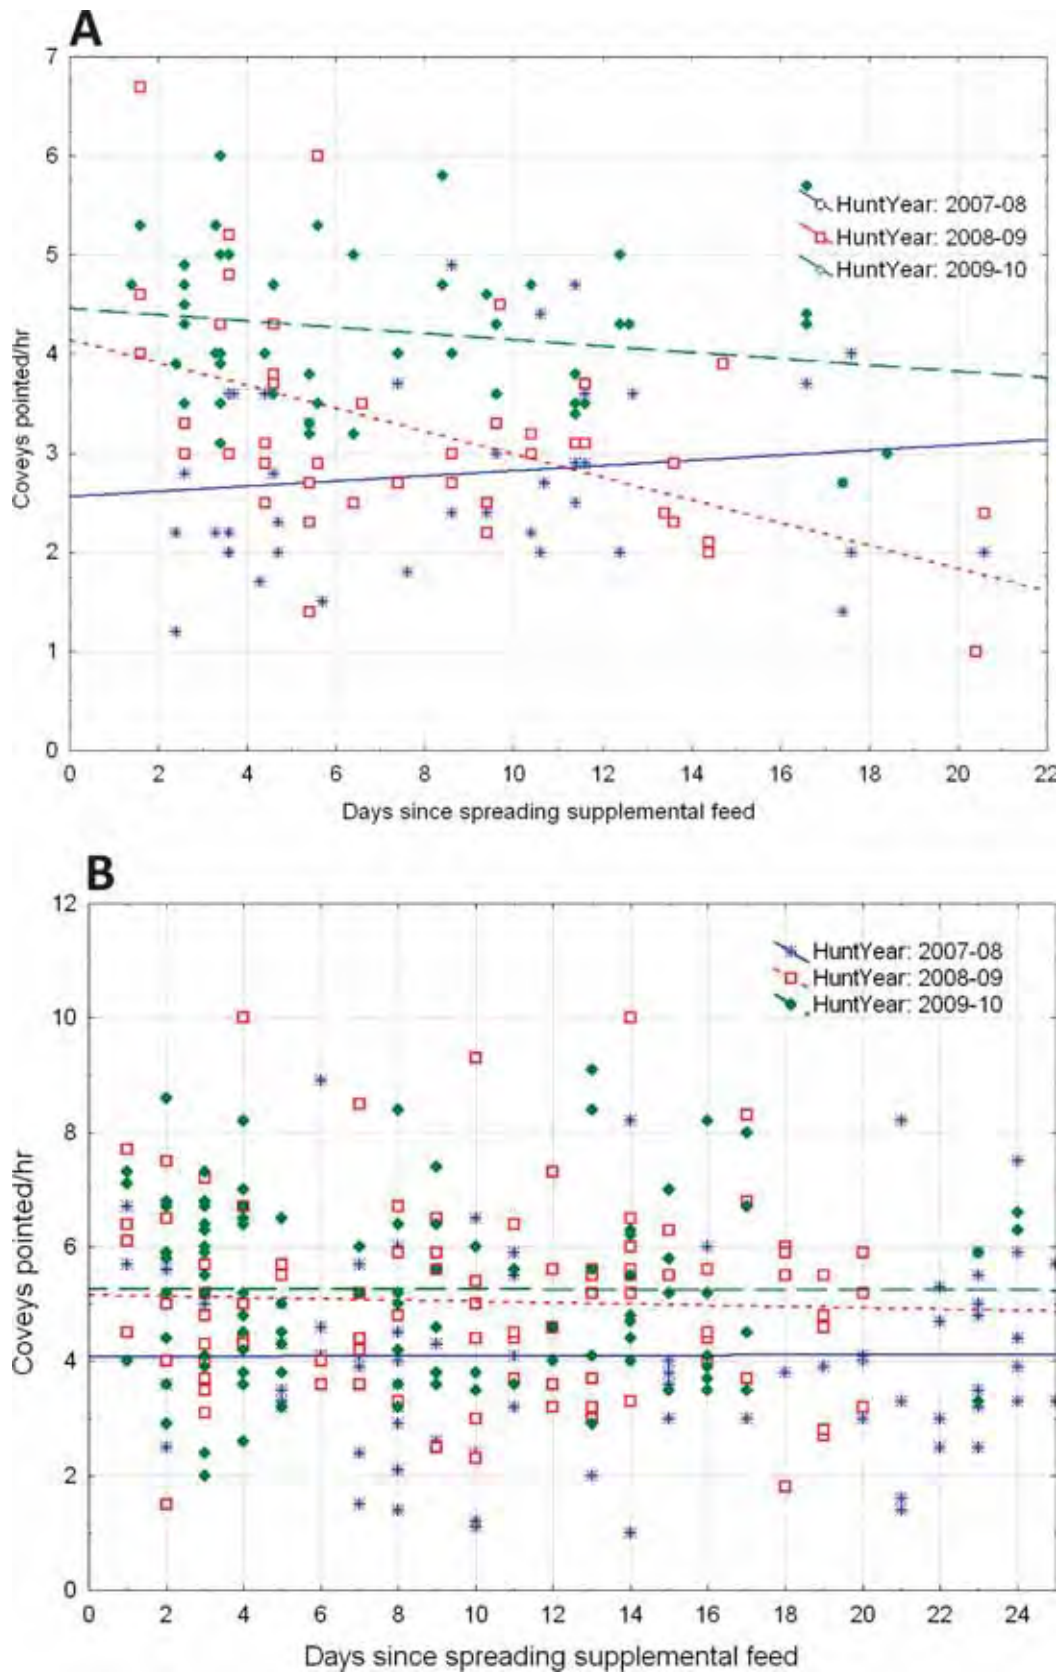 A
7
6
5
4
3
2
1
0
Coveys pointed/hr
HuntYear: 2007-08
HuntYear: 2008-09
HuntYear: 2009-10
0 2 4 6 8 10 12 14 16 18 20 22
Days since spreading supplemental feed
B
12
10
8
6
4
2
0
Coveys pointed/hr
HuntYear: 2007-08
HuntYear: 2008-09
HuntYear: 2009-10
0 2 4 6 8 10 12 14 16 18 20 22 24
Days since spreading supplemental feed